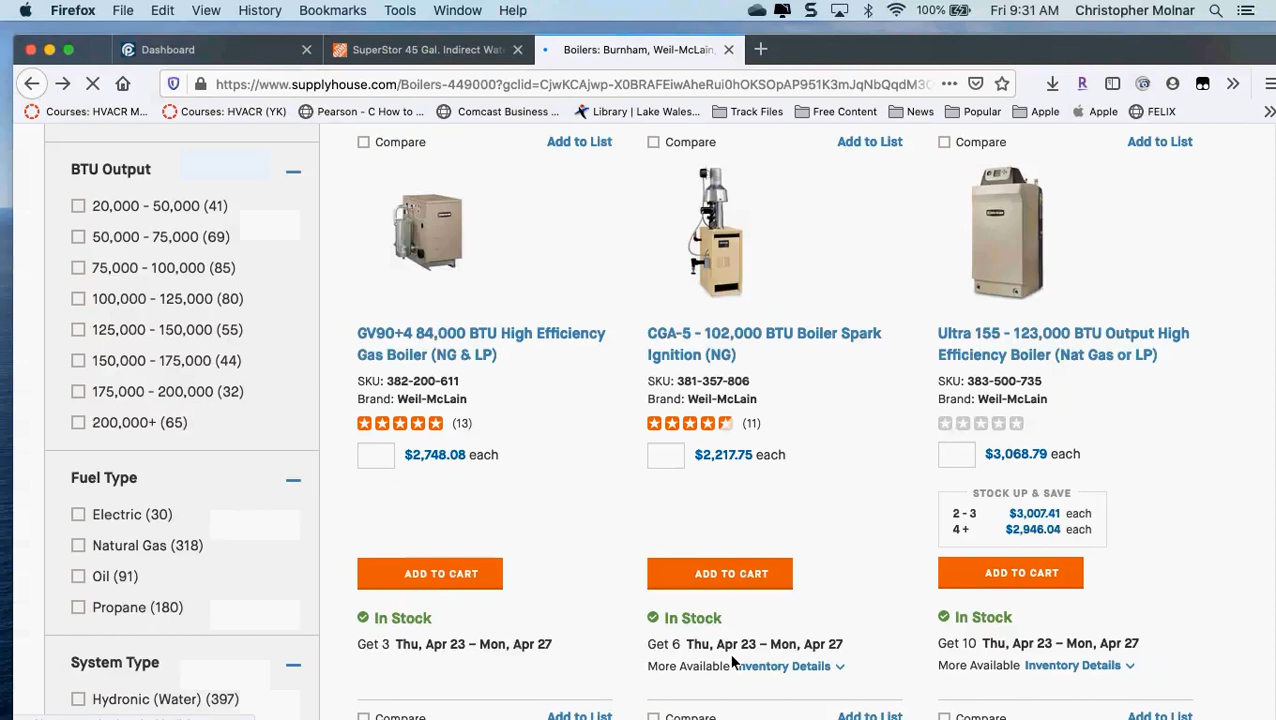 Firefox File Edit View History Bookmarks Tools Window Help 100% Fri 9:31 AM Christopher Molnar
Dashboard SuperStor 45 Gal. Indirect Wat Boilers: Burnham, Weil-McLain,
https://www.supplyhouse.com/Boilers-449000?gclid=CjwKCAjwp-X0BRAFEiwAheRui0hOKSOpAP951K3mJqNbQqdM3C
Courses: HVACR M... Courses: HVACR (YK) Pearson - C How to ... Comcast Business ... Library | Lake Wales... Track Files Free Content News Popular Apple Apple FELIX
Compare Add to List Compare Add to List Compare Add to List
BTU Output
20,000 - 50,000 (41)
50,000 - 75,000 (69)
75,000 - 100,000 (85)
100,000 - 125,000 (80)
125,000 - 150,000 (55)
150,000 - 175,000 (44)
175,000 - 200,000 (32)
200,000+ (65)
Fuel Type
Electric (30)
Natural Gas (318)
Oil (91)
Propane (180)
System Type
Hydronic (Water) (397)
GV90+4 84,000 BTU High Efficiency
Gas Boiler (NG & LP)
SKU: 382-200-611
Brand: Weil-McLain
(13)
$2,748.08 each
ADD TO CART
In Stock
Get 3 Thu, Apr 23 – Mon, Apr 27
CGA-5 - 102,000 BTU Boiler Spark
Ignition (NG)
SKU: 381-357-806
Brand: Weil-McLain
(11)
$2,217.75 each
ADD TO CART
In Stock
Get 6 Thu, Apr 23 – Mon, Apr 27
More Available Inventory Details
Ultra 155 - 123,000 BTU Output High
Efficiency Boiler (Nat Gas or LP)
SKU: 383-500-735
Brand: Weil-McLain
$3,068.79 each
STOCK UP & SAVE
2 - 3 $3,007.41 each
4 + $2,946.04 each
ADD TO CART
In Stock
Get 10 Thu, Apr 23 – Mon, Apr 27
More Available Inventory Details
Compare Add to List Compare Add to List Compare Add to List